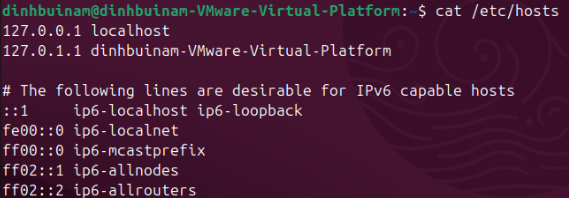 dinhbuinam@dinhbuinam-VMware-Virtual-Platform:~$ cat /etc/hosts
127.0.0.1 localhost
127.0.1.1 dinhbuinam-VMware-Virtual-Platform

# The following lines are desirable for IPv6 capable hosts
::1     ip6-localhost ip6-loopback
fe00::0 ip6-localnet
ff00::0 ip6-mcastprefix
ff02::1 ip6-allnodes
ff02::2 ip6-allrouters